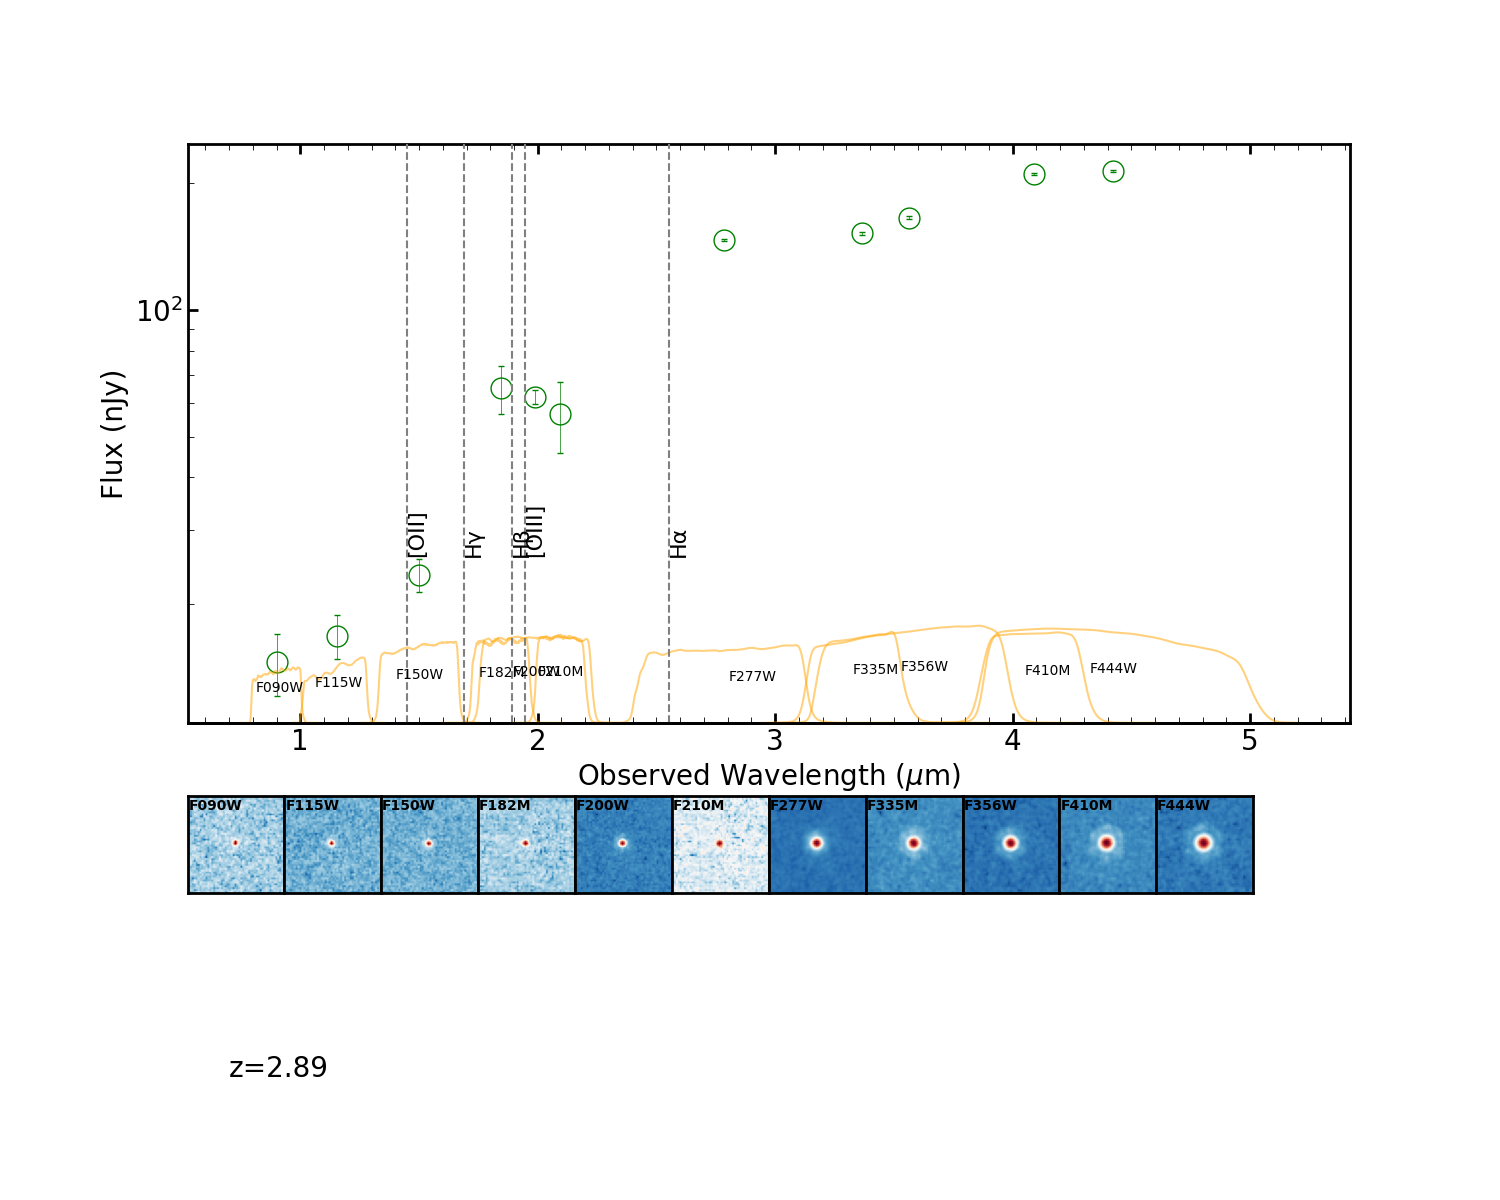 10²
Flux (nJy)
[OII]
Hγ
Hβ
[OIII]
Hα
F090W
F115W
F150W
F182M
F200W
F210M
F277W
F335M
F356W
F410M
F444W
1
2
3
4
5
Observed Wavelength (μm)
F090W
F115W
F150W
F182M
F200W
F210M
F277W
F335M
F356W
F410M
F444W
z=2.89